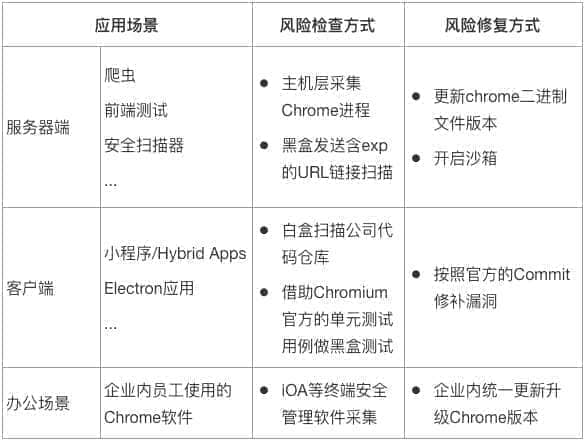 应用场景
风险检查方式
风险修复方式
服务器端
爬虫
前端测试
安全扫描器
...
● 主机层采集
Chrome进程
● 黑盒发送含exp
的URL链接扫描
● 更新chrome二进制
文件版本
● 开启沙箱
客户端
小程序/Hybrid Apps
Electron应用
...
● 白盒扫描公司代
码仓库
● 借助Chromium
官方的单元测试
用例做黑盒测试
● 按照官方的Commit
修补漏洞
办公场景
企业内员工使用的
Chrome软件
● iOA等终端安全
管理软件采集
● 企业内统一更新升
级Chrome版本